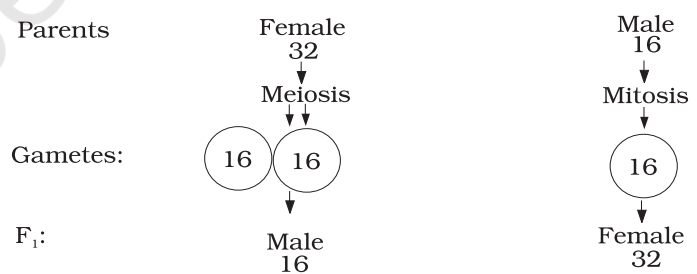 Parents Female Male
32 16
Meiosis Mitosis
Gametes: 16 16 16
F₁: Male Female
16 32